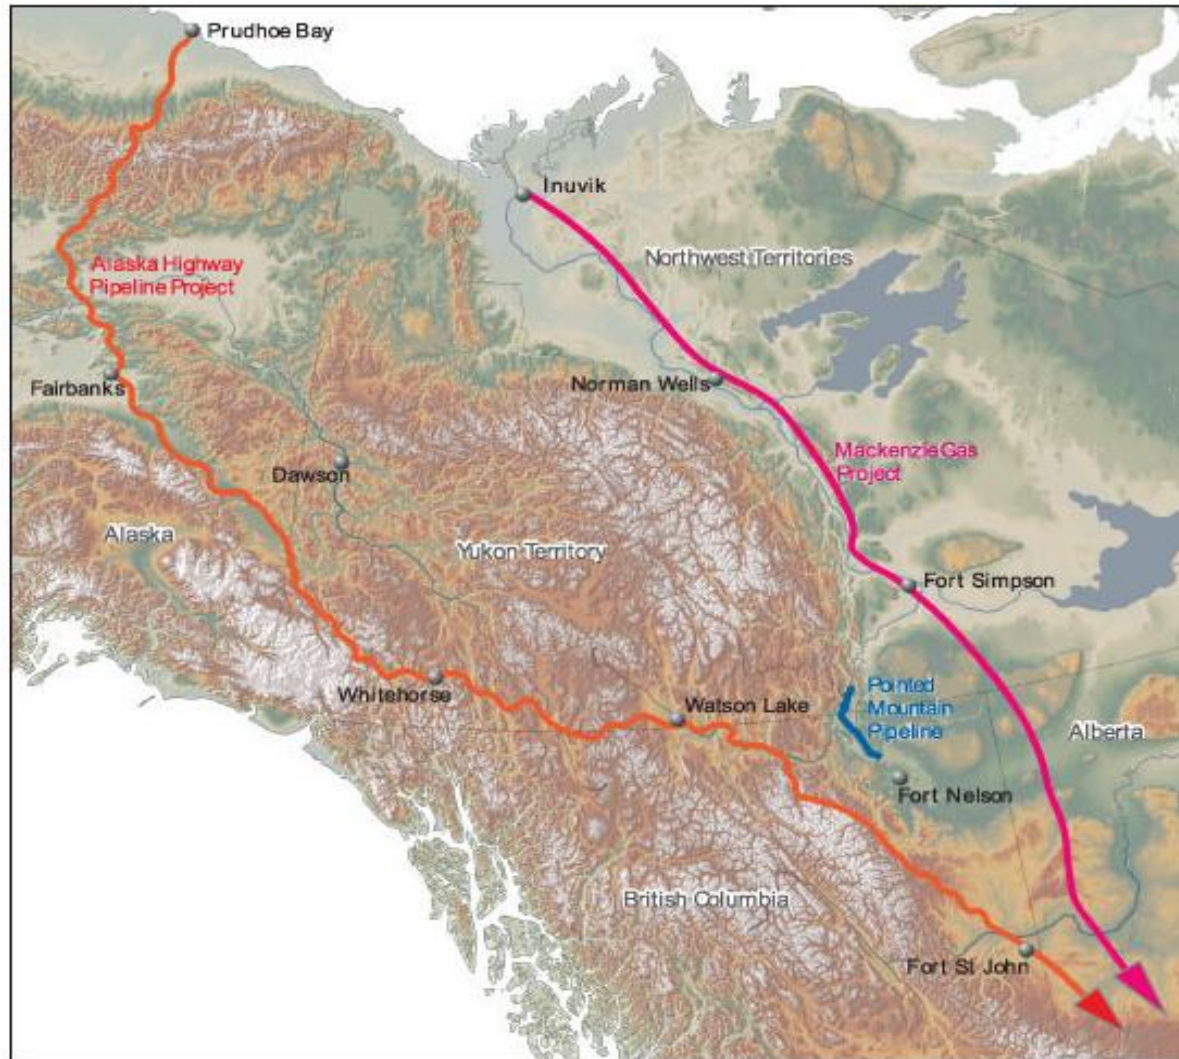 Prudhoe Bay
Inuvik
Northwest Territories
Alaska Highway
Pipeline Project
Fairbanks
Norman Wells
Mackenzie Gas
Project
Dawson
Alaska
Yukon Territory
Fort Simpson
Whitehorse
Watson Lake
Pointed
Mountain
Pipeline
Alberta
Fort Nelson
British Columbia
Fort St John